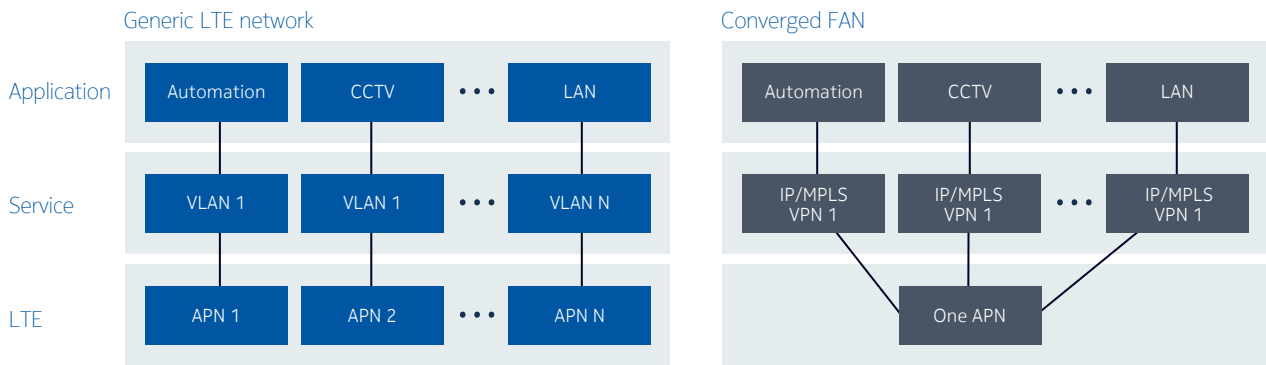 Generic LTE network
Converged FAN
Application
Automation
CCTV
LAN
Automation
CCTV
LAN
Service
VLAN 1
VLAN 1
VLAN N
IP/MPLS
VPN 1
IP/MPLS
VPN 1
IP/MPLS
VPN 1
LTE
APN 1
APN 2
APN N
One APN